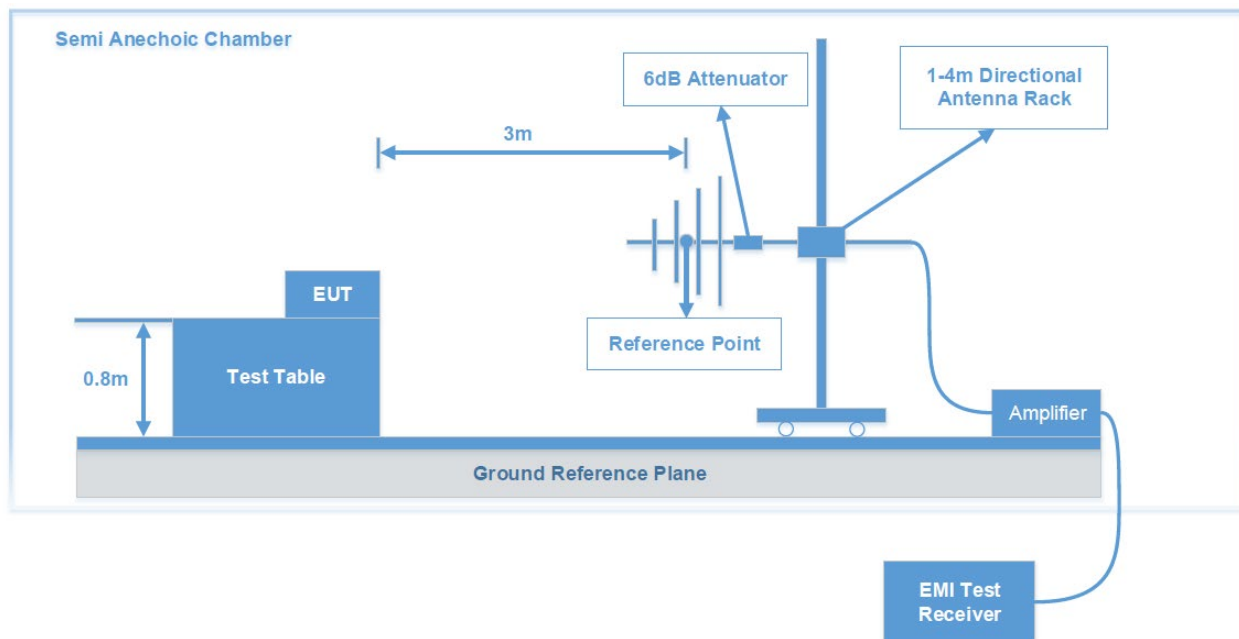 Semi Anechoic Chamber
6dB Attenuator
1-4m Directional
Antenna Rack
3m
EUT
Reference Point
0.8m
Test Table
Amplifier
Ground Reference Plane
EMI Test
Receiver